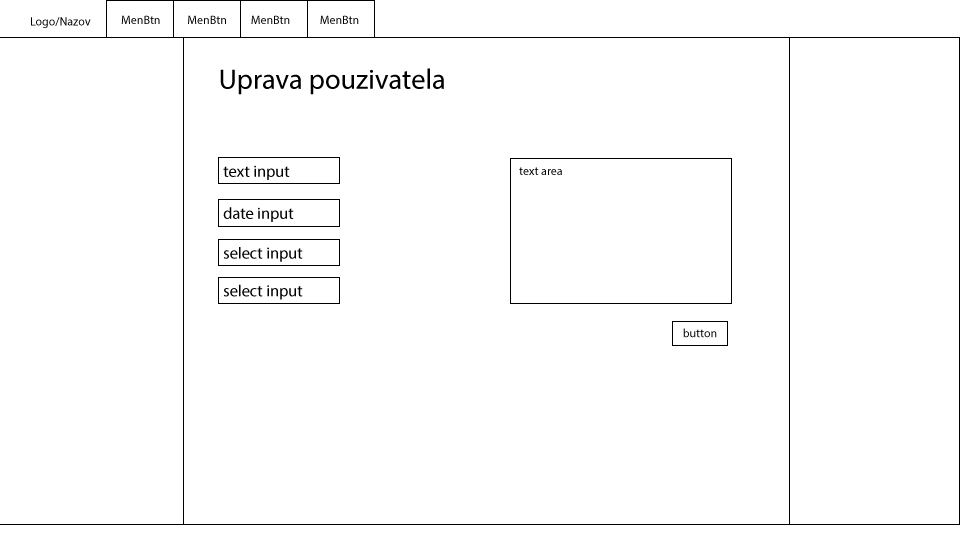 Logo/Nazov MenBtn MenBtn MenBtn MenBtn
Uprava pouzivatela
text input
date input
select input
select input
text area
button